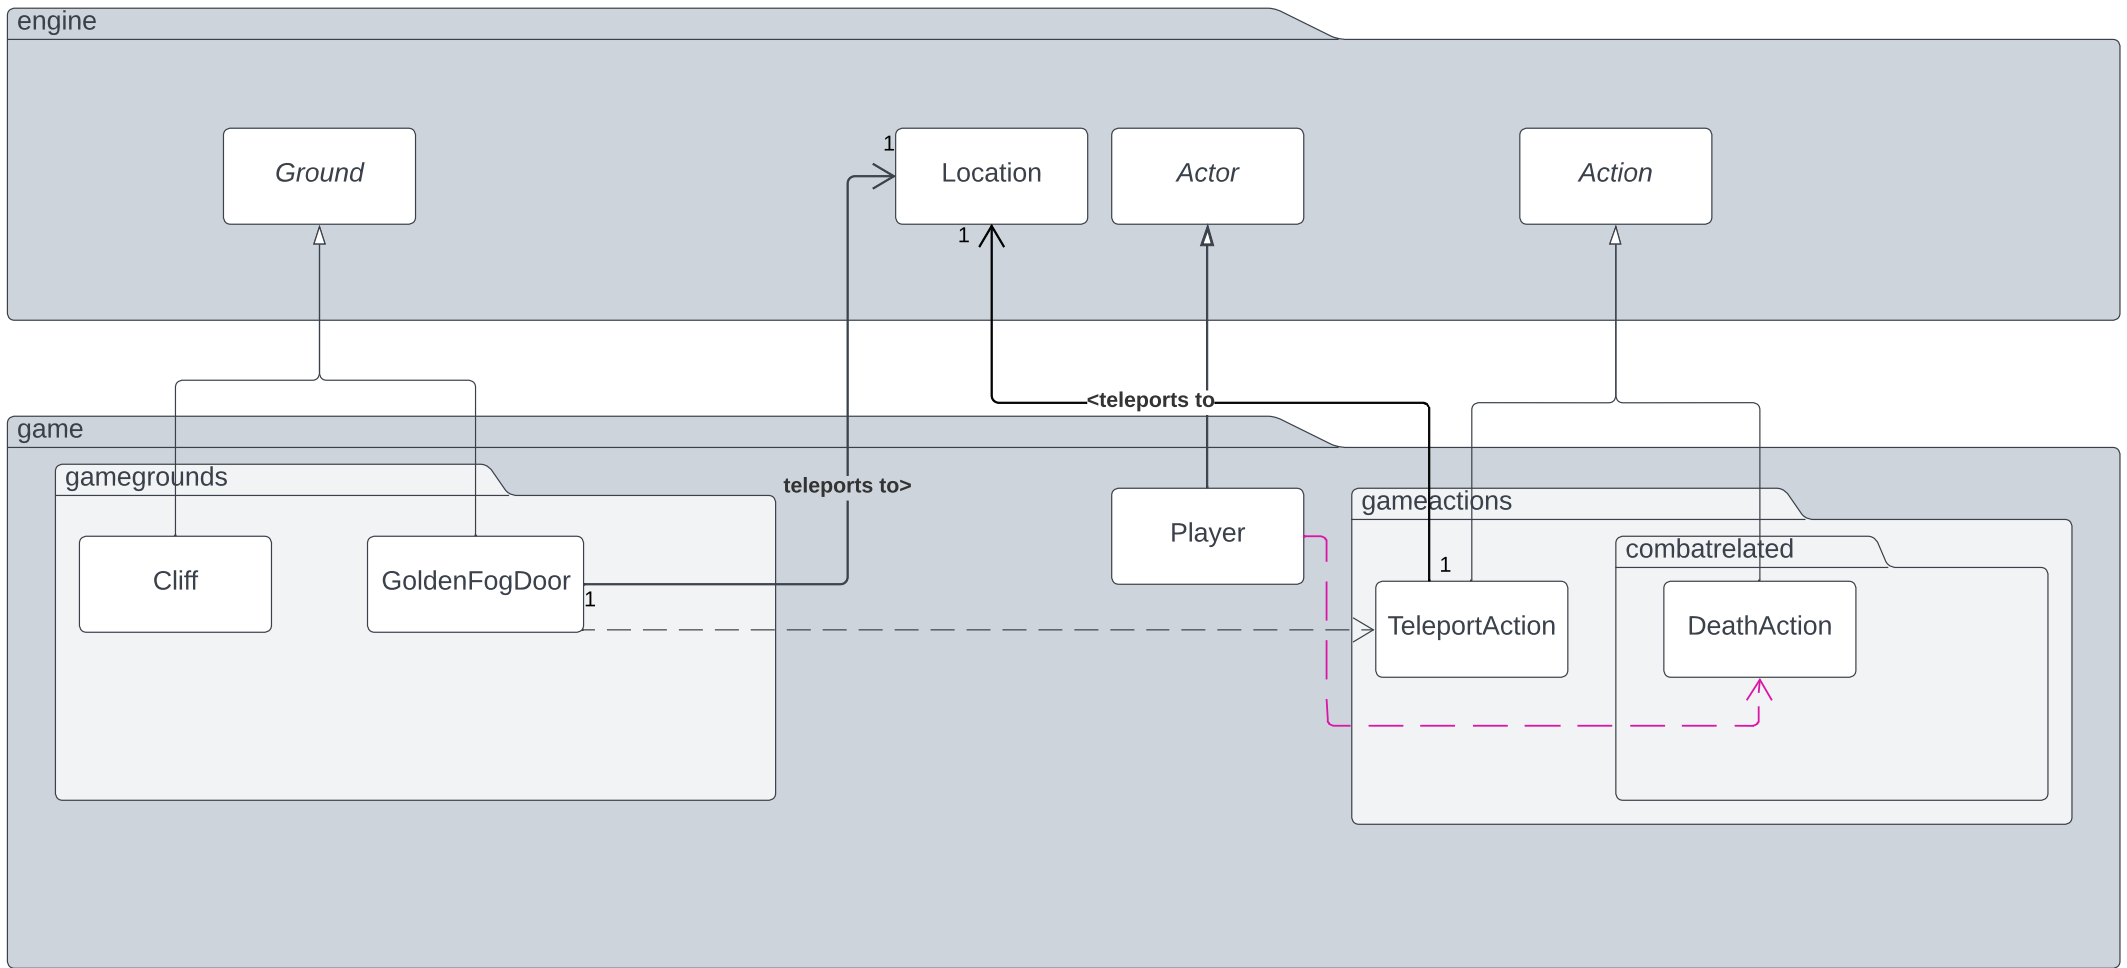 engine
1
Ground
Location
Actor
Action
1
<teleports to
game
gamegrounds
teleports to>
gameactions
Player
combatrelated
1
Cliff
GoldenFogDoor
1
TeleportAction
DeathAction